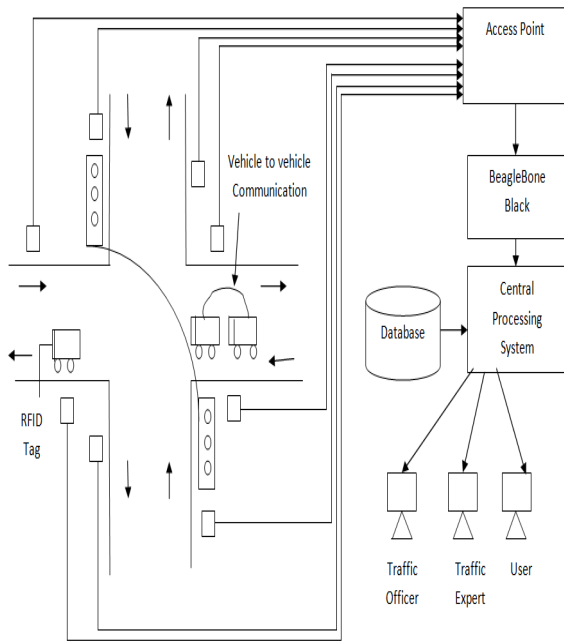 Access Point
Vehicle to vehicle
Communication
BeagleBone
Black
Central
Processing
System
Database
RFID
Tag
Traffic
Officer
Traffic
Expert
User